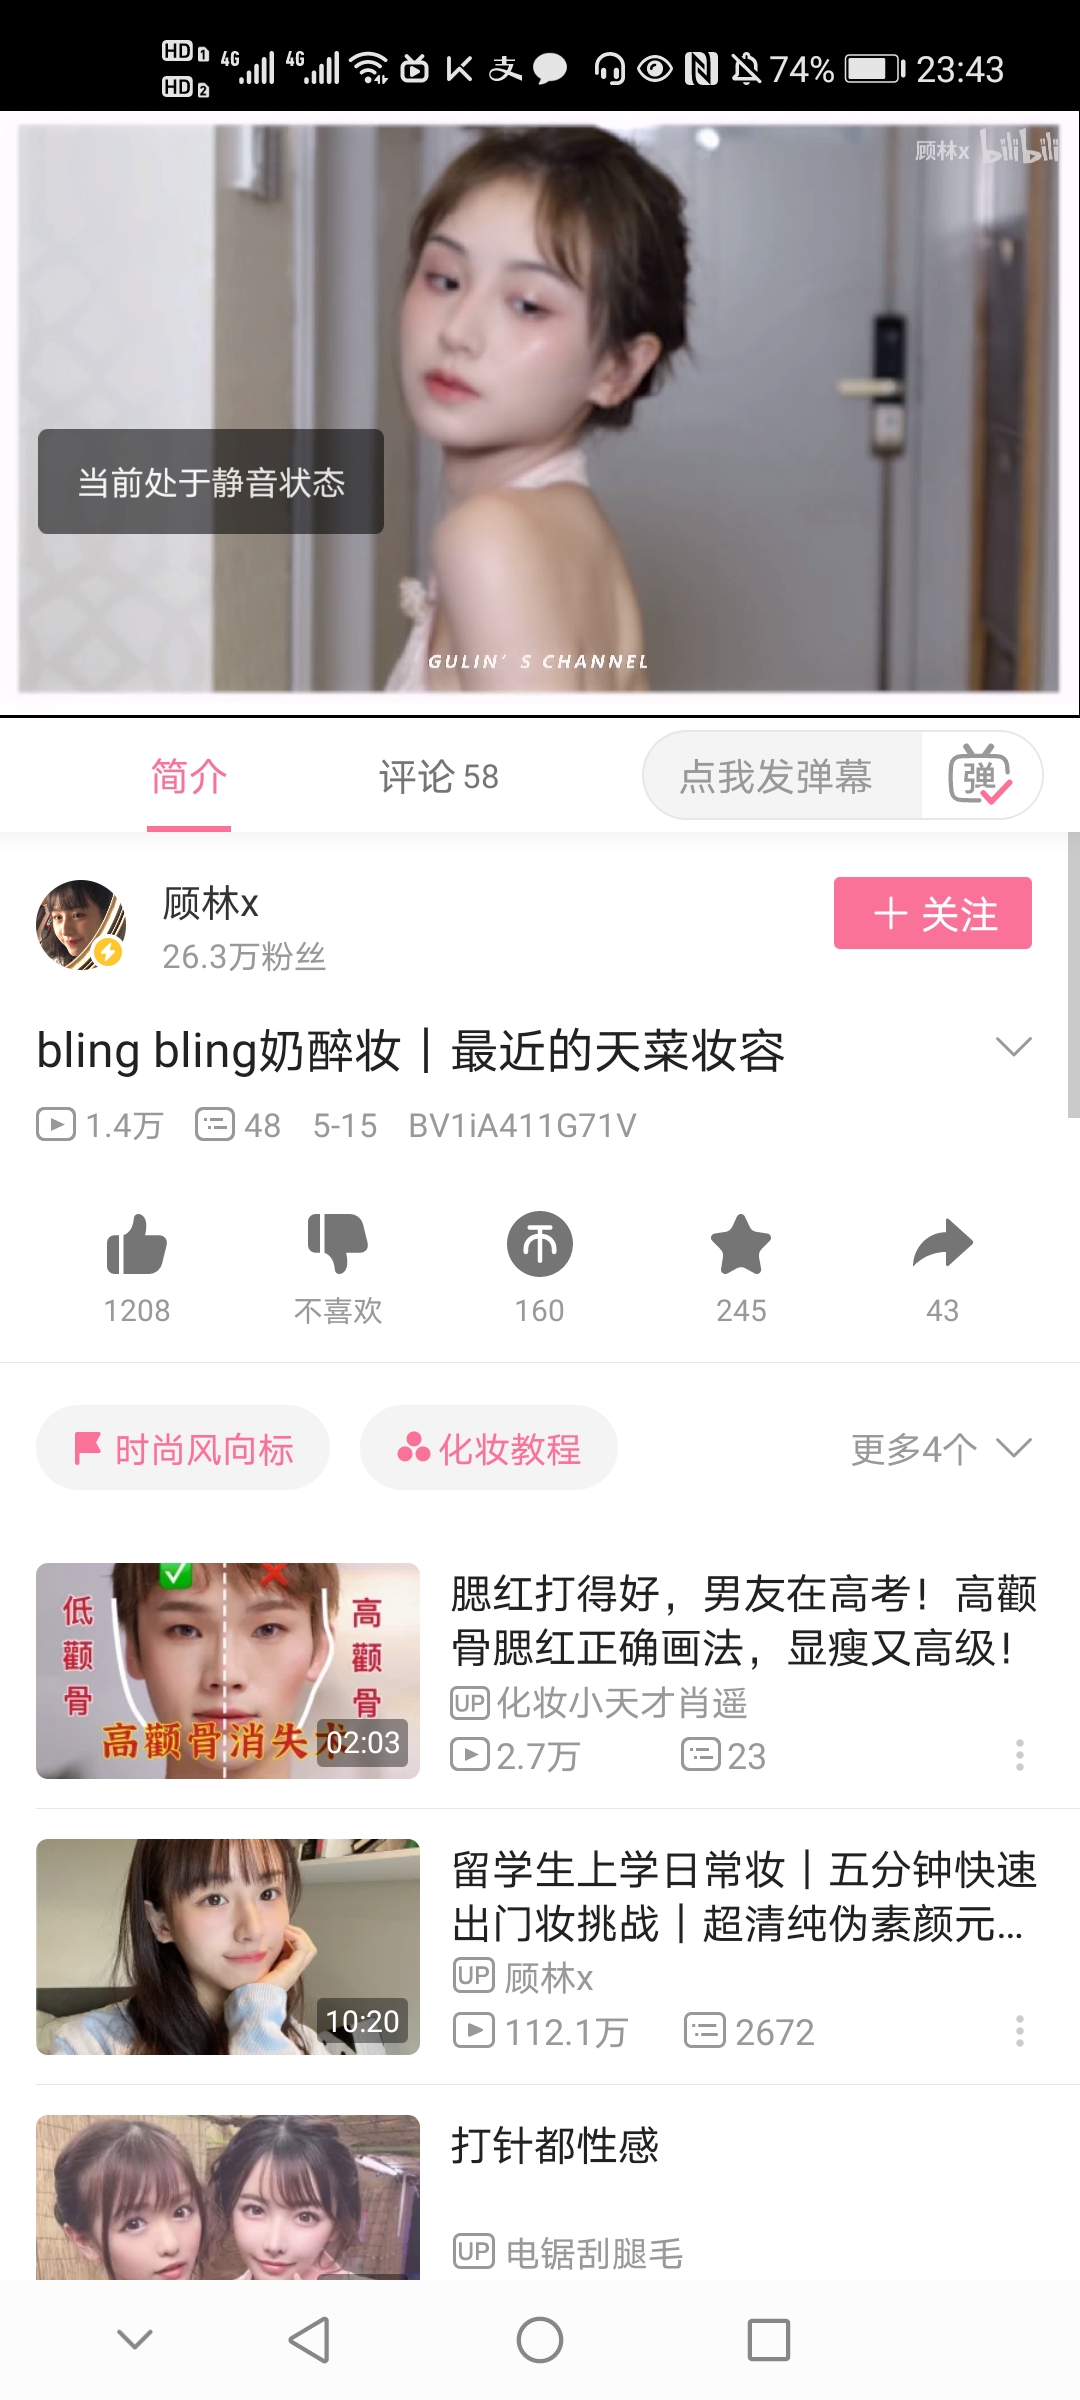 HD 1 4G 4G 支 74% 23:43
HD 2
顾林x bilibili
当前处于静音状态
GULIN' S CHANNEL
简介 评论 58 点我发弹幕 弹
顾林x
26.3万粉丝
+ 关注
bling bling奶醉妆｜最近的天菜妆容
1.4万 48 5-15 BV1iA411G71V
1208 不喜欢 160 245 43
时尚风向标 化妆教程 更多4个
低颧骨
高颧骨
高颧骨消失术
02:03
腮红打得好，男友在高考！高颧
骨腮红正确画法，显瘦又高级！
UP 化妆小天才肖遥
2.7万 23
10:20
留学生上学日常妆｜五分钟快速
出门妆挑战｜超清纯伪素颜元...
UP 顾林x
112.1万 2672
打针都性感
UP 电锯刮腿毛